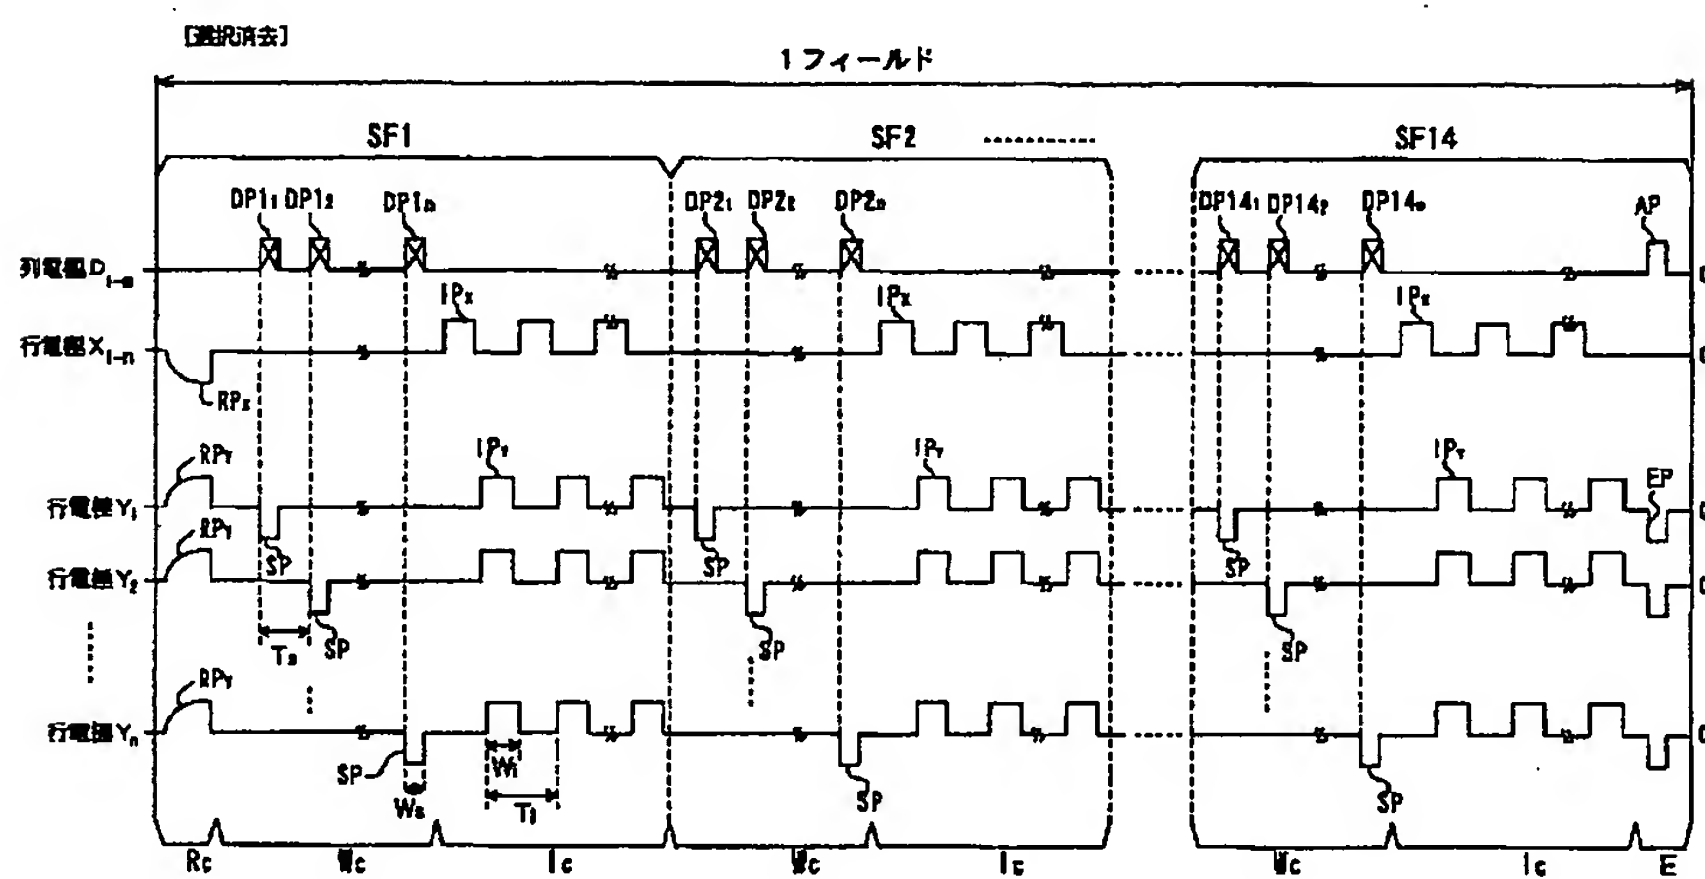 [選択消去]
1フィールド
SF1 SF2 ............ SF14
DP1₁ DP1₂ DP1ₙ DP2₁ DP2₂ DP2ₙ DP14₁ DP14₂ DP14ₙ AP
列電極D₁₋ₘ
IPX IPX IPX
行電極X₁₋ₙ
RPX
RPY IPY IPY IPY EP
行電極Y₁
RPY SP SP SP
行電極Y₂
Ts SP SP SP
RPY
行電極Yₙ
SP Wi SP SP
Ws Ti
Rc Wc Ic Wc Ic Wc Ic E